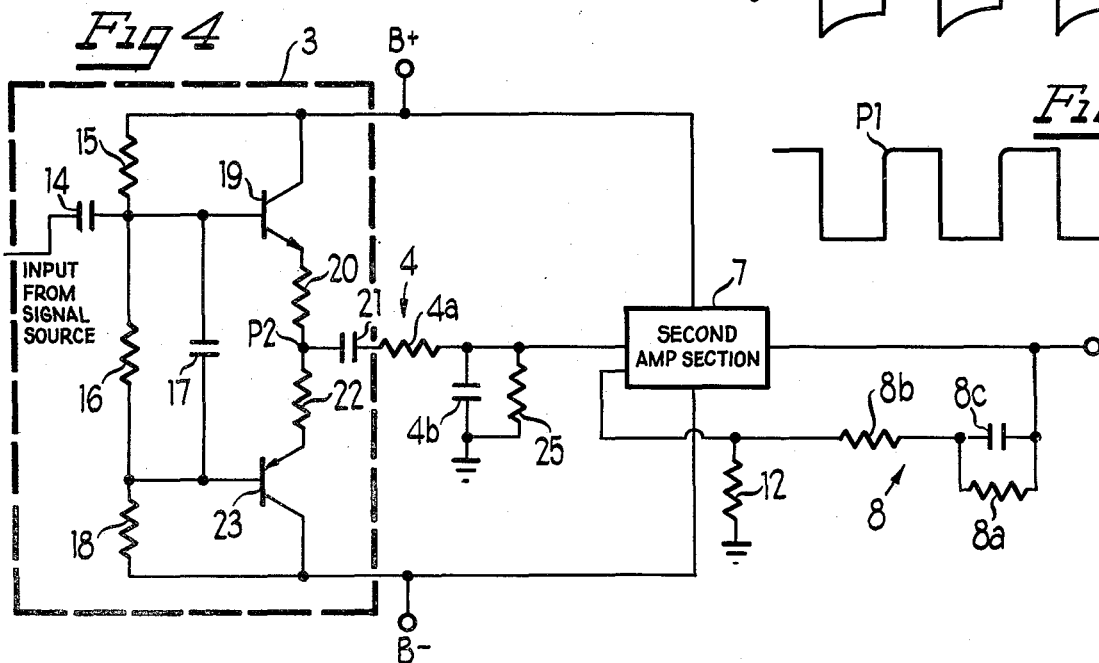 Fig 4
3
B+
Fi
P1
15
14
19
INPUT
FROM
SIGNAL
SOURCE
20
4
21
4a
7
P2
SECOND
AMP SECTION
16
17
22
4b
25
8b
8c
23
12
8
8a
18
B-